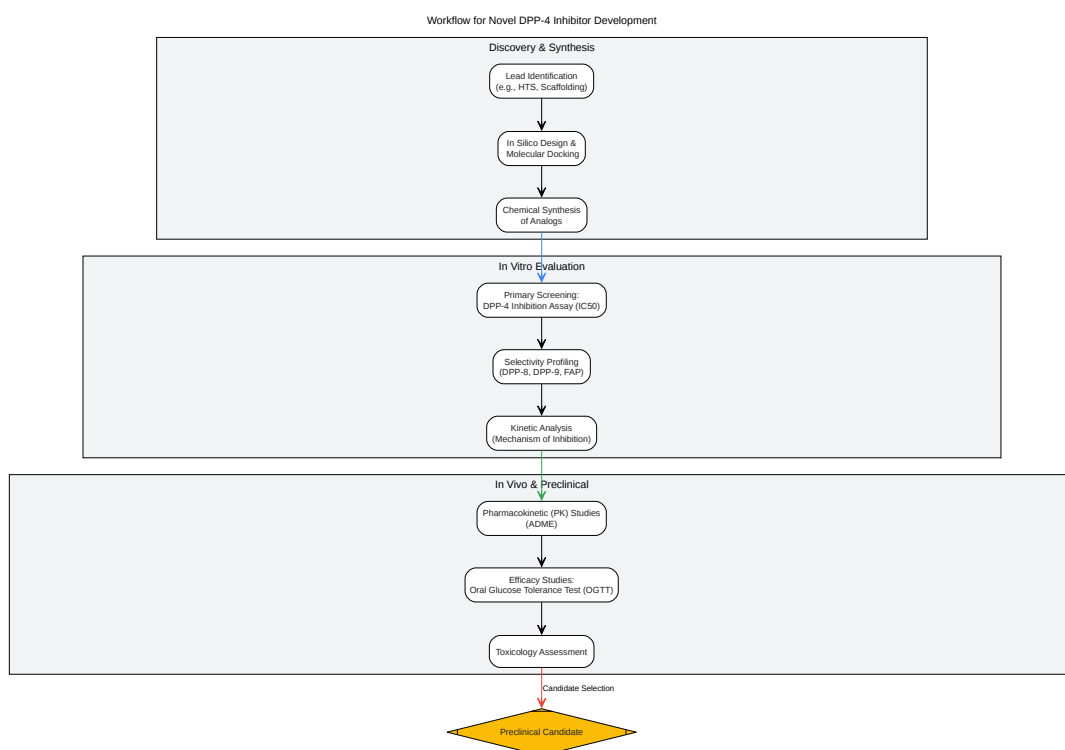 Workflow for Novel DPP-4 Inhibitor Development
Discovery & Synthesis
Lead Identification
(e.g., HTS, Scaffolding)
In Silico Design &
Molecular Docking
Chemical Synthesis
of Analogs
In Vitro Evaluation
Primary Screening:
DPP-4 Inhibition Assay (IC50)
Selectivity Profiling
(DPP-8, DPP-9, FAP)
Kinetic Analysis
(Mechanism of Inhibition)
In Vivo & Preclinical
Pharmacokinetic (PK) Studies
(ADME)
Efficacy Studies:
Oral Glucose Tolerance Test (OGTT)
Toxicology Assessment
Candidate Selection
Preclinical Candidate